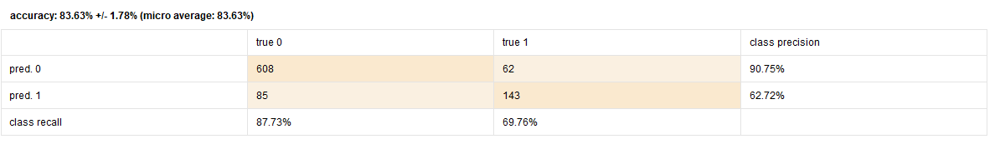 accuracy: 83.63% +/- 1.78% (micro average: 83.63%)
true 0 true 1 class precision
pred. 0 608 62 90.75%
pred. 1 85 143 62.72%
class recall 87.73% 69.76%